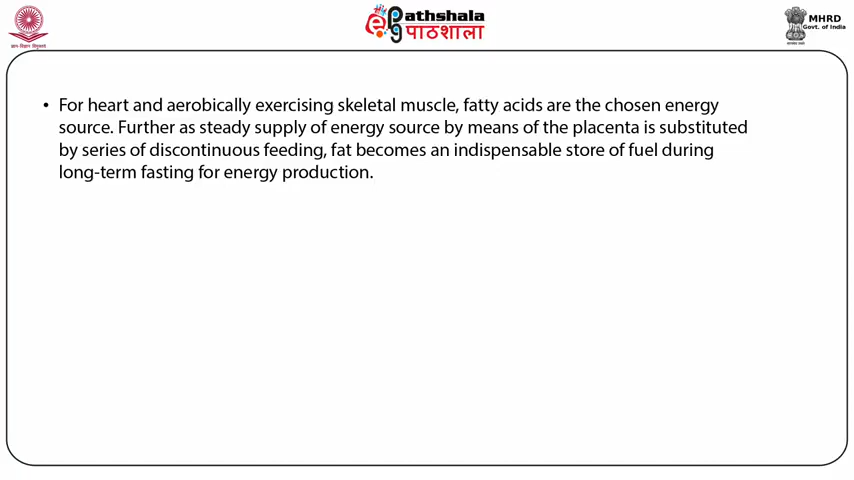 ज्ञान-विज्ञान विमुक्तये
ePathshala
पाठशाला
MHRD
Govt. of India
• For heart and aerobically exercising skeletal muscle, fatty acids are the chosen energy
source. Further as steady supply of energy source by means of the placenta is substituted
by series of discontinuous feeding, fat becomes an indispensable store of fuel during
long-term fasting for energy production.